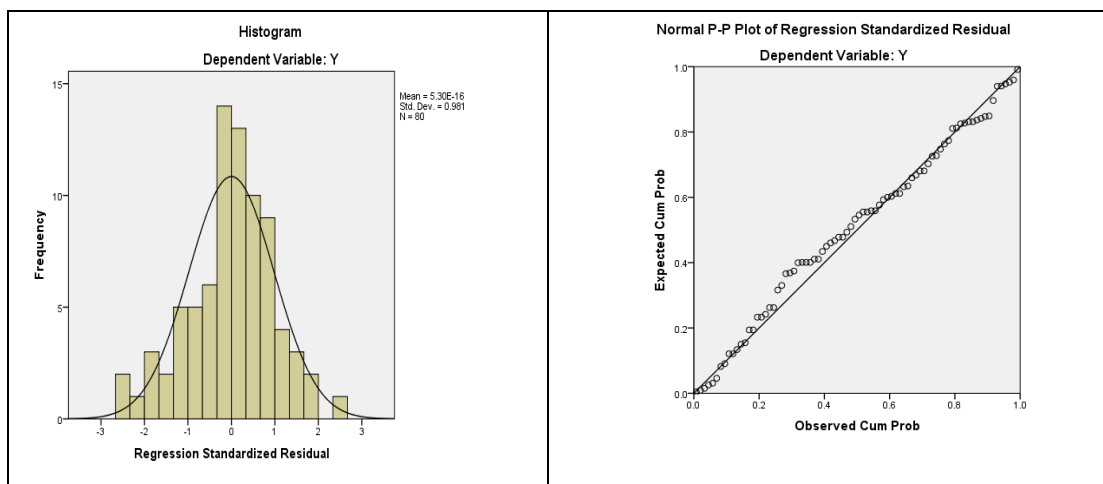 Histogram
Dependent Variable: Y
Mean = 5.30E-16
Std. Dev. = 0.981
N = 80
Frequency
15
10
5
0
-3 -2 -1 0 1 2 3
Regression Standardized Residual
Normal P-P Plot of Regression Standardized Residual
Dependent Variable: Y
Expected Cum Prob
1.0
0.8
0.6
0.4
0.2
0.0
0.0 0.2 0.4 0.6 0.8 1.0
Observed Cum Prob